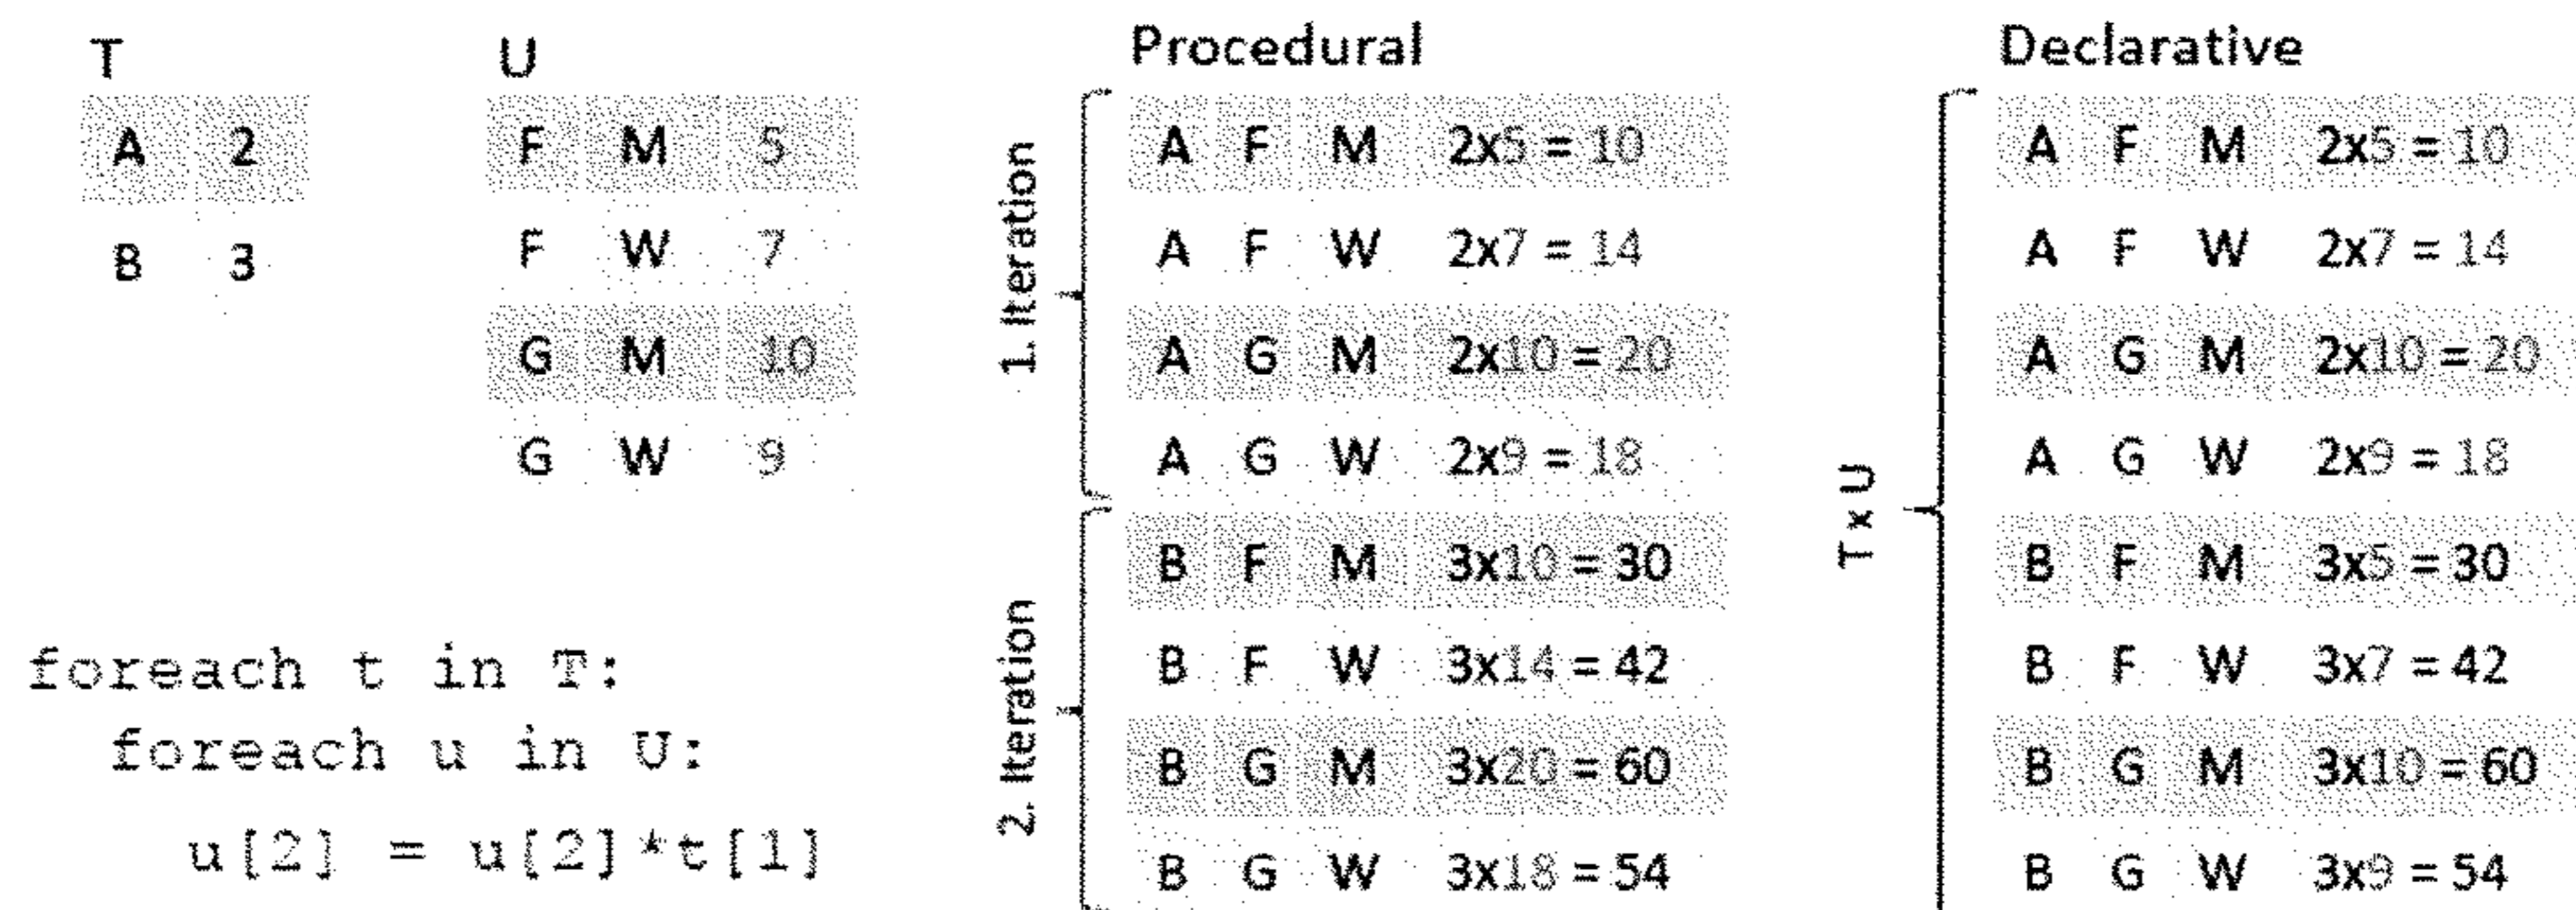 T
A 2
B 3
U
F M 5
F W 7
G M 10
G W 9
foreach t in T:
foreach u in U:
u[2] = u[2]*t[1]
Procedural
1. Iteration
A F M 2x5 = 10
A F W 2x7 = 14
A G M 2x10 = 20
A G W 2x9 = 18
2. Iteration
B F M 3x10 = 30
B F W 3x14 = 42
B G M 3x20 = 60
B G W 3x18 = 54
Declarative
T x U
A F M 2x5 = 10
A F W 2x7 = 14
A G M 2x10 = 20
A G W 2x9 = 18
B F M 3x5 = 30
B F W 3x7 = 42
B G M 3x10 = 60
B G W 3x9 = 54